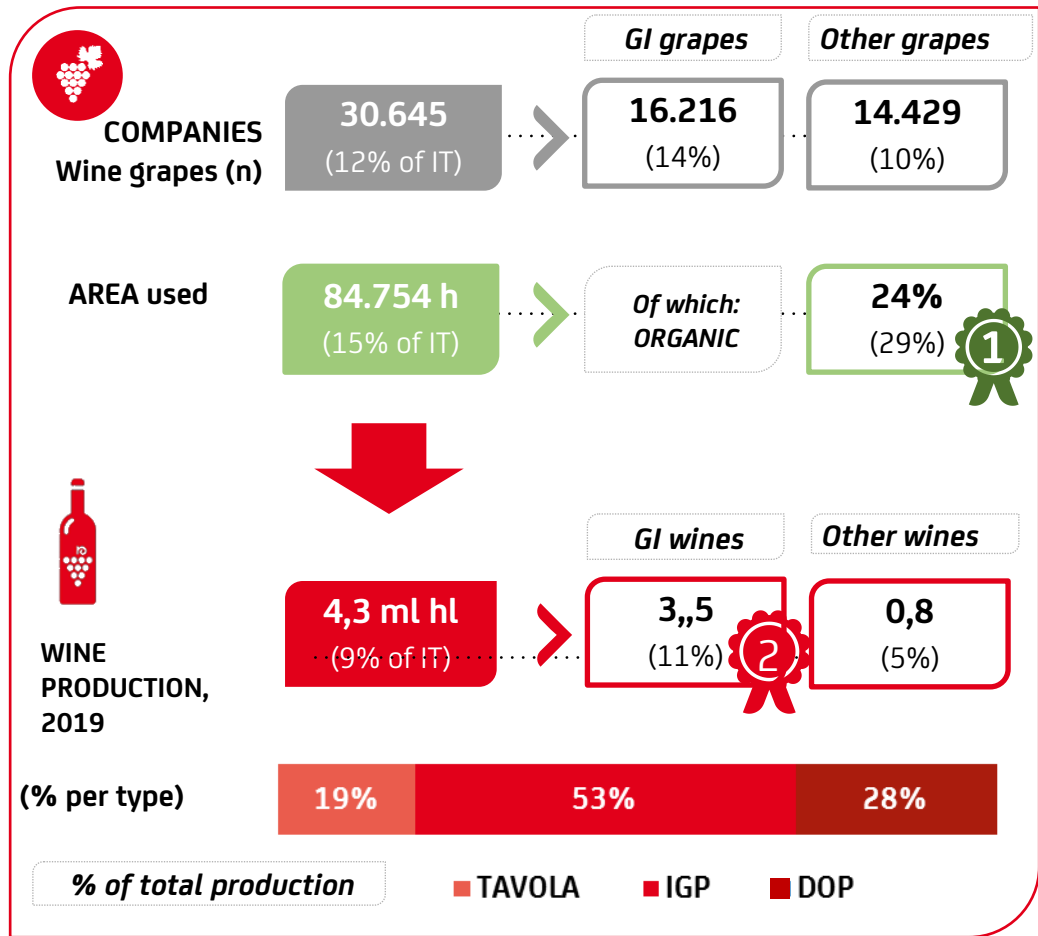 GI grapes
Other grapes
COMPANIES
Wine grapes (n)
30.645
(12% of IT)
16.216
(14%)
14.429
(10%)
AREA used
84.754 h
(15% of IT)
Of which:
ORGANIC
24%
(29%)
1
GI wines
Other wines
WINE
PRODUCTION,
2019
4,3 ml hl
(9% of IT)
3,,5
(11%)
2
0,8
(5%)
(% per type)
19%
53%
28%
% of total production
TAVOLA
IGP
DOP